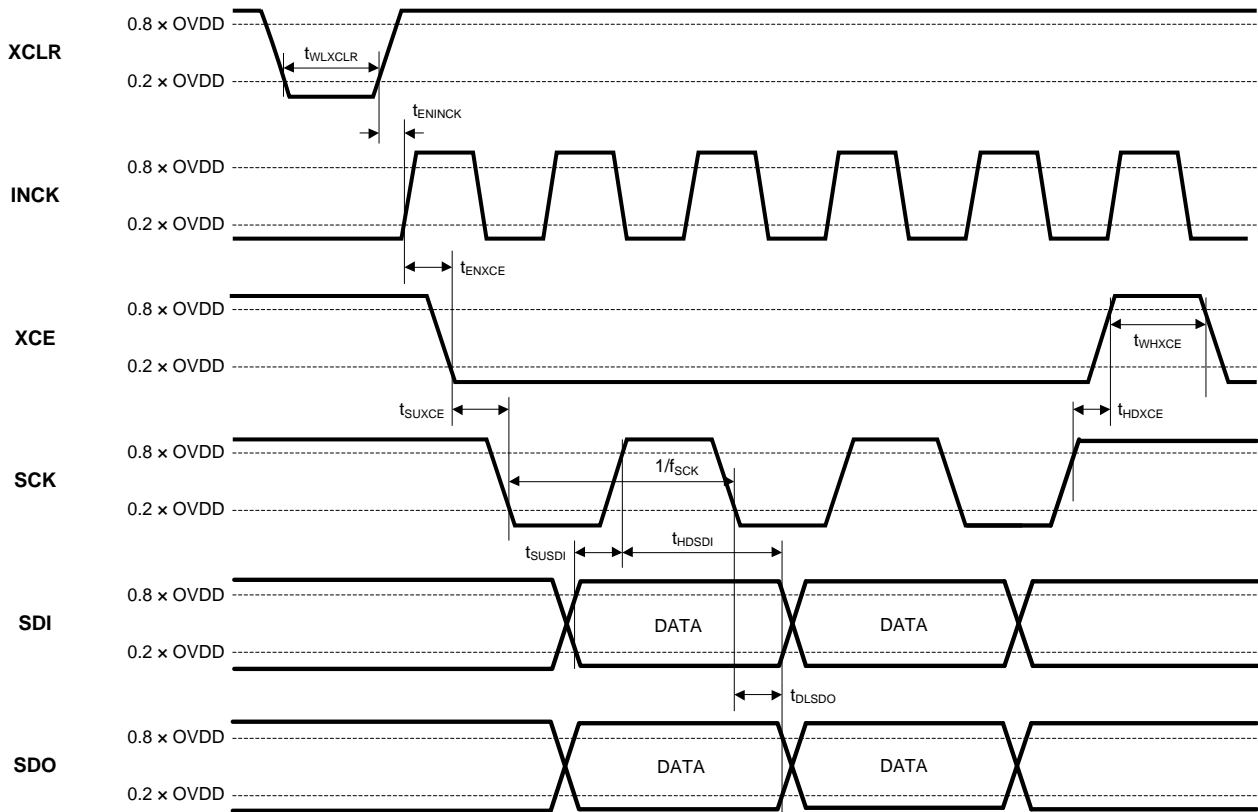 0.8 × OVDD
XCLR
tWLXCLR
0.2 × OVDD
tENINCK
0.8 × OVDD
INCK
0.2 × OVDD
tENXCE
0.8 × OVDD
XCE
tWHXCE
0.2 × OVDD
tSUXCE
tHDXCE
0.8 × OVDD
SCK
1/fSCK
0.2 × OVDD
tSUSDI
tHDSDI
0.8 × OVDD
SDI
DATA
DATA
0.2 × OVDD
tDLSDO
0.8 × OVDD
SDO
DATA
DATA
0.2 × OVDD